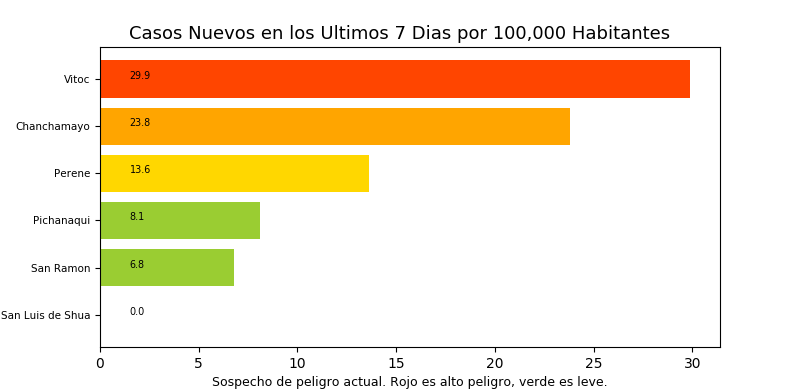 Casos Nuevos en los Ultimos 7 Dias por 100,000 Habitantes
Vitoc 29.9
Chanchamayo 23.8
Perene 13.6
Pichanaqui 8.1
San Ramon 6.8
San Luis de Shua 0.0
0 5 10 15 20 25 30
Sospecho de peligro actual. Rojo es alto peligro, verde es leve.